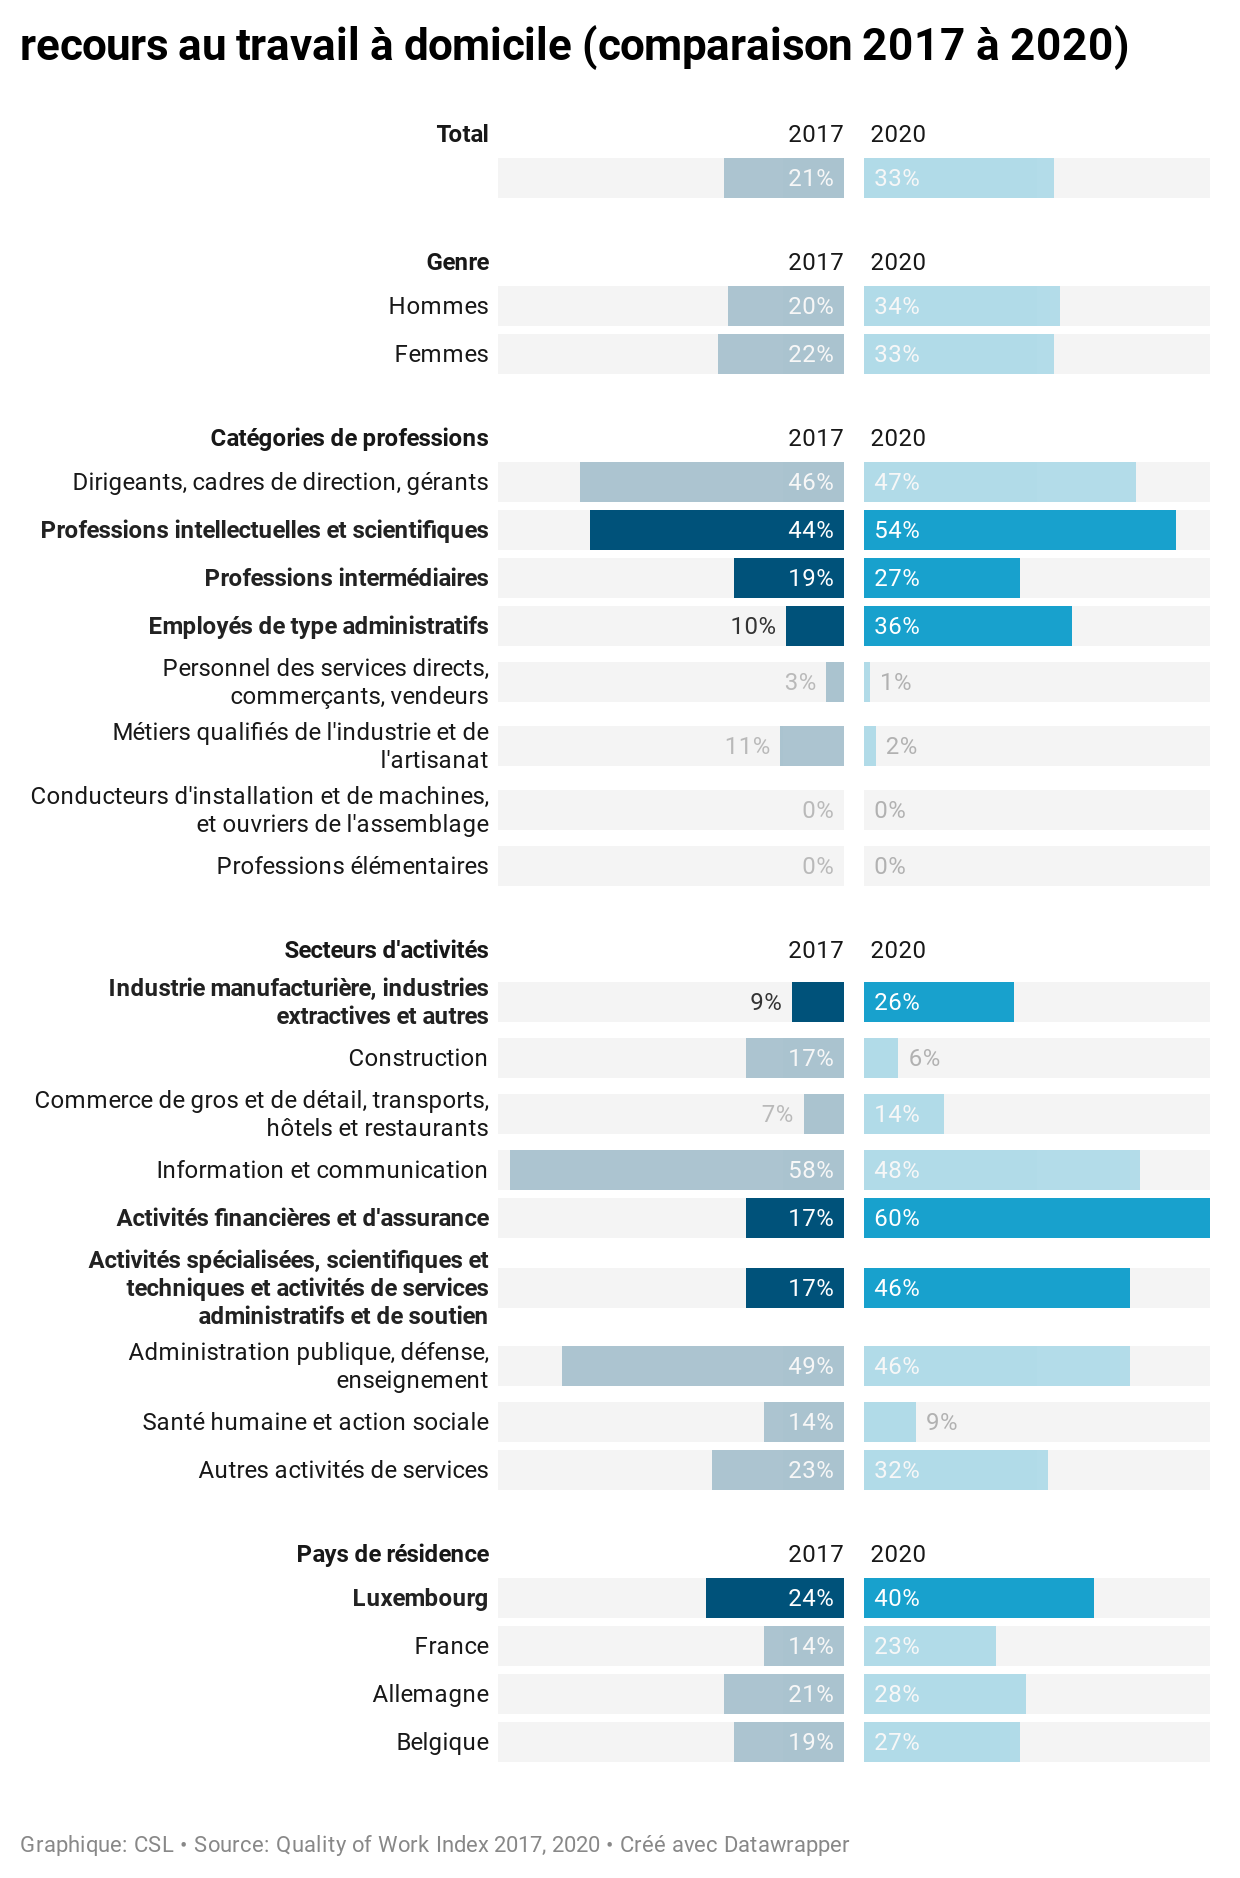 recours au travail à domicile (comparaison 2017 à 2020)
Total 2017 2020
21% 33%
Genre 2017 2020
Hommes 20% 34%
Femmes 22% 33%
Catégories de professions 2017 2020
Dirigeants, cadres de direction, gérants 46% 47%
Professions intellectuelles et scientifiques 44% 54%
Professions intermédiaires 19% 27%
Employés de type administratifs 10% 36%
Personnel des services directs,
commerçants, vendeurs 3% 1%
Métiers qualifiés de l'industrie et de
l'artisanat 11% 2%
Conducteurs d'installation et de machines,
et ouvriers de l'assemblage 0% 0%
Professions élémentaires 0% 0%
Secteurs d'activités 2017 2020
Industrie manufacturière, industries
extractives et autres 9% 26%
Construction 17% 6%
Commerce de gros et de détail, transports,
hôtels et restaurants 7% 14%
Information et communication 58% 48%
Activités financières et d'assurance 17% 60%
Activités spécialisées, scientifiques et
techniques et activités de services 17% 46%
administratifs et de soutien
Administration publique, défense,
enseignement 49% 46%
Santé humaine et action sociale 14% 9%
Autres activités de services 23% 32%
Pays de résidence 2017 2020
Luxembourg 24% 40%
France 14% 23%
Allemagne 21% 28%
Belgique 19% 27%
Graphique: CSL • Source: Quality of Work Index 2017, 2020 • Créé avec Datawrapper